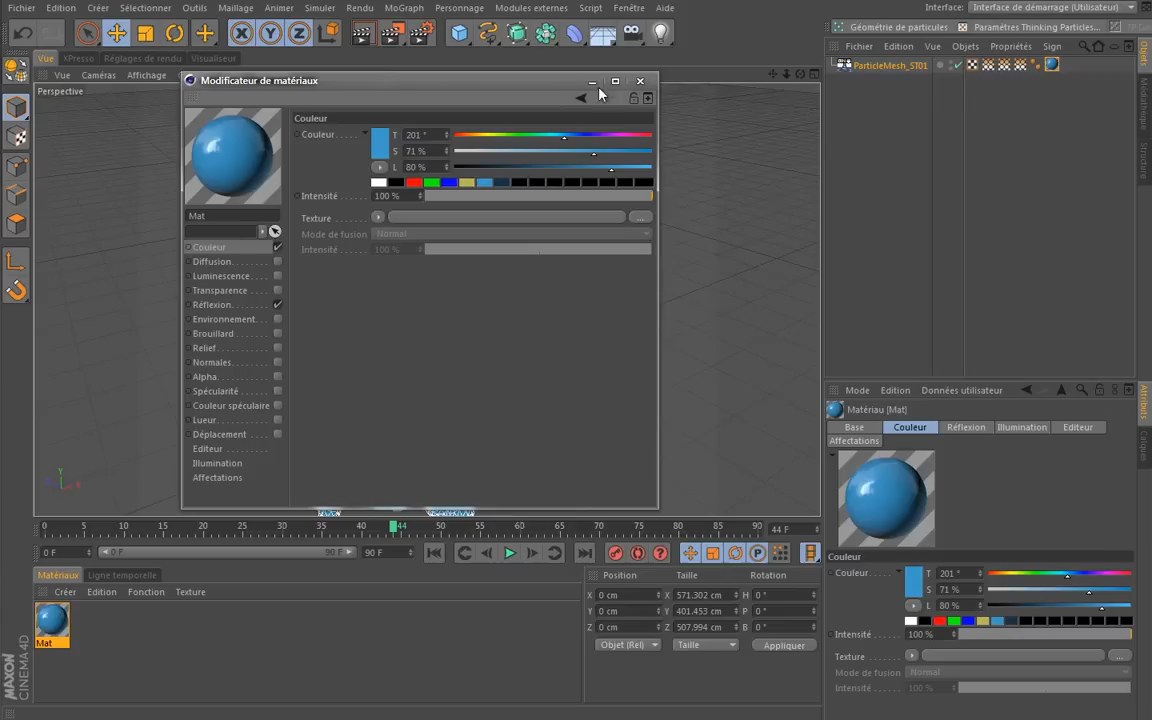 Fichier Edition Créer Sélectionner Outils Maillage Animer Simuler Rendu MoGraph Personnage Modules externes Script Fenêtre Aide Interface: Interface de démarrage (Utilisateur)
X Y Z
Géométrie de particules Paramètres Thinking Particles...
Vue XPresso Réglages de rendu Visualiseur
Fichier Edition Vue Objets Propriétés Sign
Vue Caméras Affichage
ParticleMesh_ST01
Perspective
Modificateur de matériaux
Couleur
Couleur T 201 °
S 71 %
L 80 %
Intensité 100 %
Texture ...
Mode de fusion Normal
Intensité 100 %
Mat
Couleur
Diffusion
Luminescence
Transparence
Réflexion
Environnement
Brouillard
Relief
Normales
Alpha
Spécularité
Couleur spéculaire
Lueur
Déplacement
Editeur
Illumination
Affectations
Objets
Médiathèque
Structure
Y
X
Mode Edition Données utilisateur
Matériau [Mat]
Base Couleur Réflexion Illumination Editeur
Affectations
Attributs
Calques
0 5 10 15 20 25 30 35 44 50 55 60 65 70 75 80 85 90 44 F
0 F 0 F 90 F 90 F
P
Matériaux Ligne temporelle
Créer Edition Fonction Texture
Mat
Position Taille Rotation
X 0 cm X 571.302 cm H 0 °
Y 0 cm Y 401.453 cm P 0 °
Z 0 cm Z 507.994 cm B 0 °
Objet (Rel) Taille Appliquer
Couleur
Couleur T 201 °
S 71 %
L 80 %
Intensité 100 %
Texture ...
Mode de fusion Normal
Intensité 100 %
MAXON
CINEMA 4D